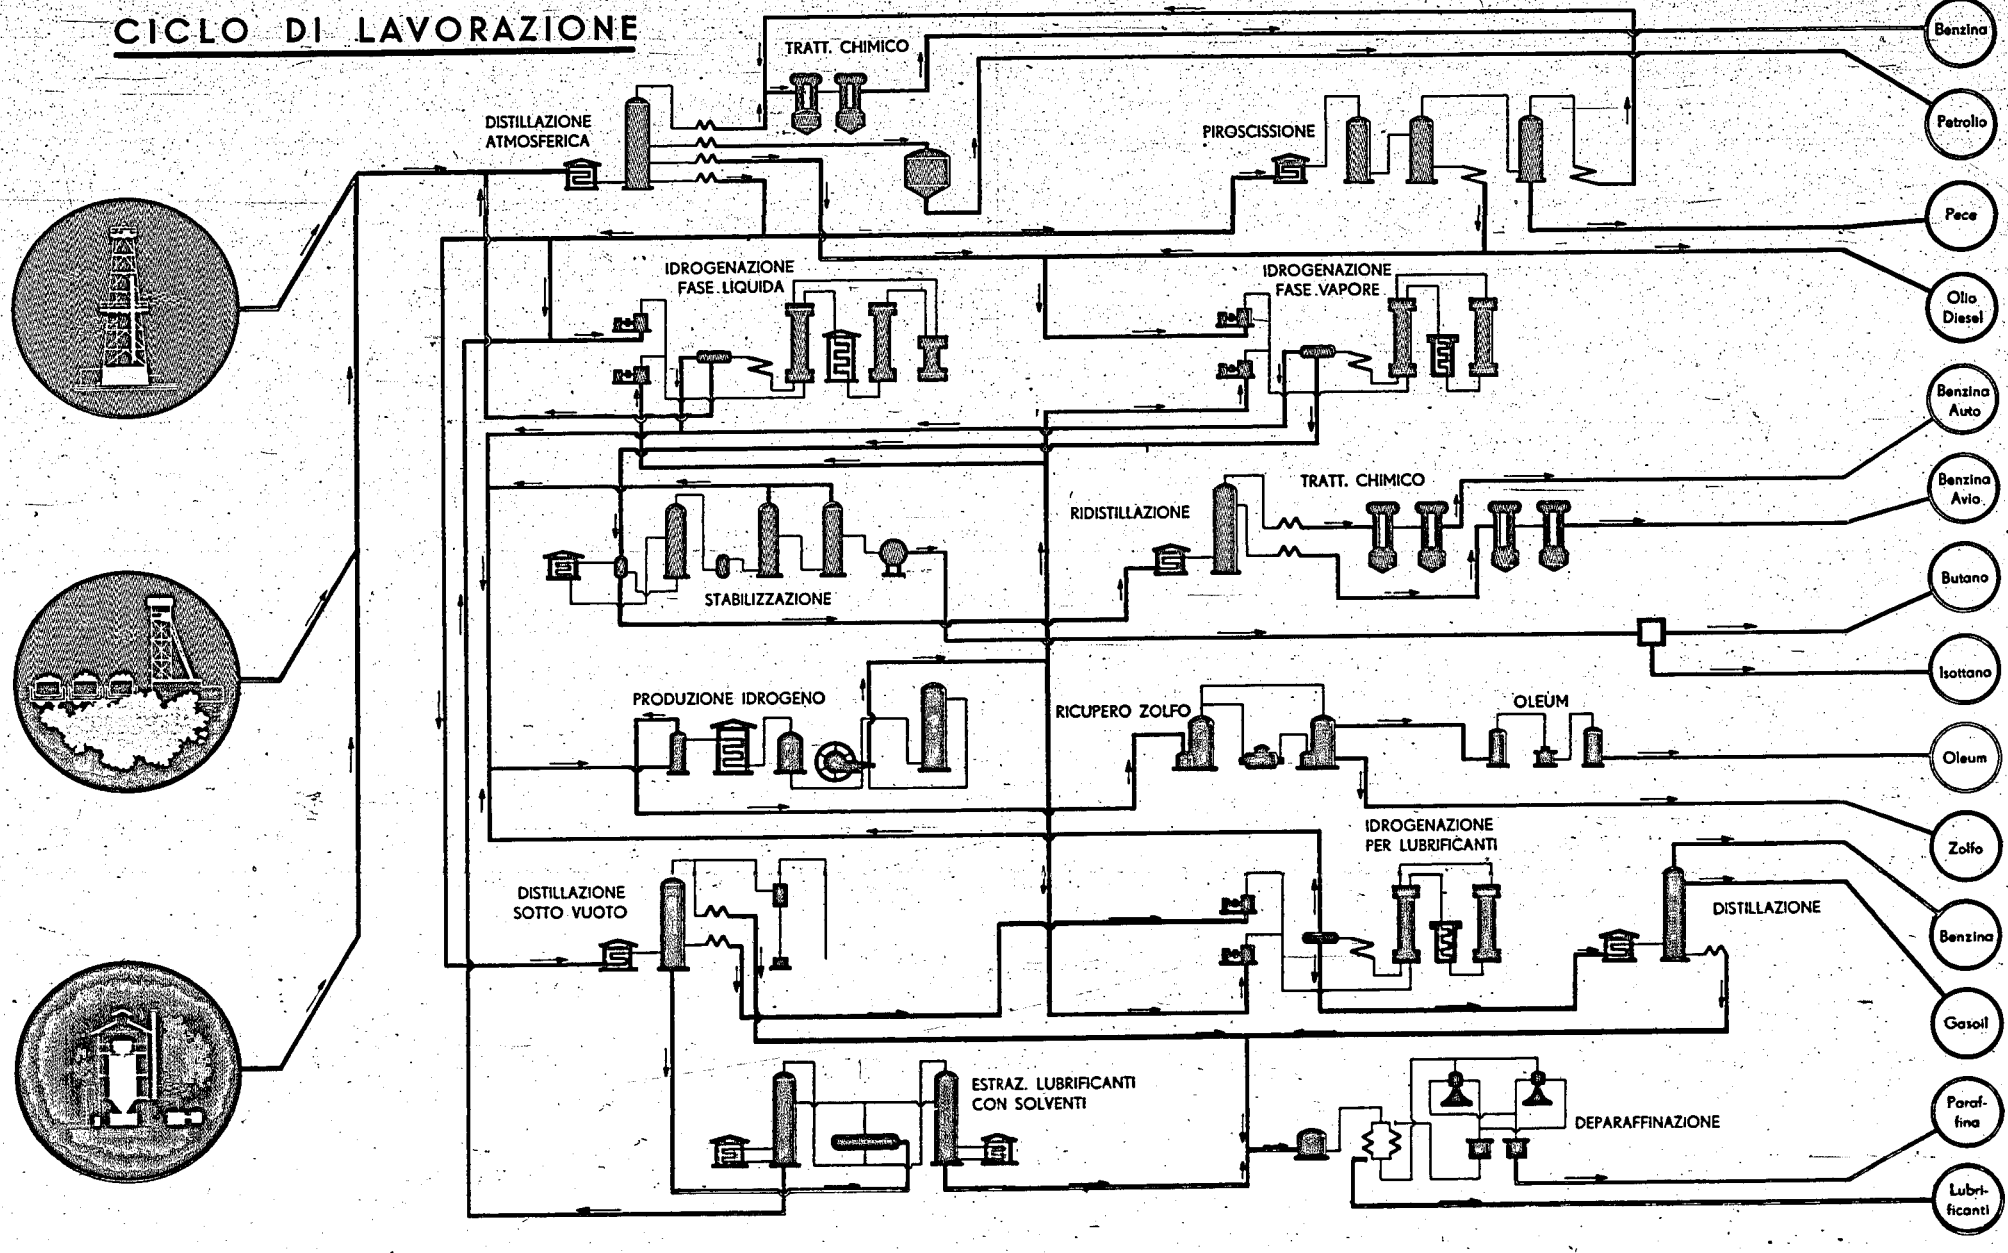 CICLO DI LAVORAZIONE
TRATT. CHIMICO
DISTILLAZIONE
ATMOSFERICA
PIROSCISSIONE
IDROGENAZIONE
FASE LIQUIDA
IDROGENAZIONE
FASE VAPORE
RIDISTILLAZIONE
TRATT. CHIMICO
STABILIZZAZIONE
PRODUZIONE IDROGENO
RICUPERO ZOLFO
OLEUM
IDROGENAZIONE
PER LUBRIFICANTI
DISTILLAZIONE
SOTTO VUOTO
DISTILLAZIONE
ESTRAZ. LUBRIFICANTI
CON SOLVENTI
DEPARAFFINAZIONE
Benzina
Petrolio
Pece
Olio
Diesel
Benzina
Auto
Benzina
Avio
Butano
Isottano
Oleum
Zolfo
Benzina
Gasoil
Paraf-
fina
Lubri-
ficanti